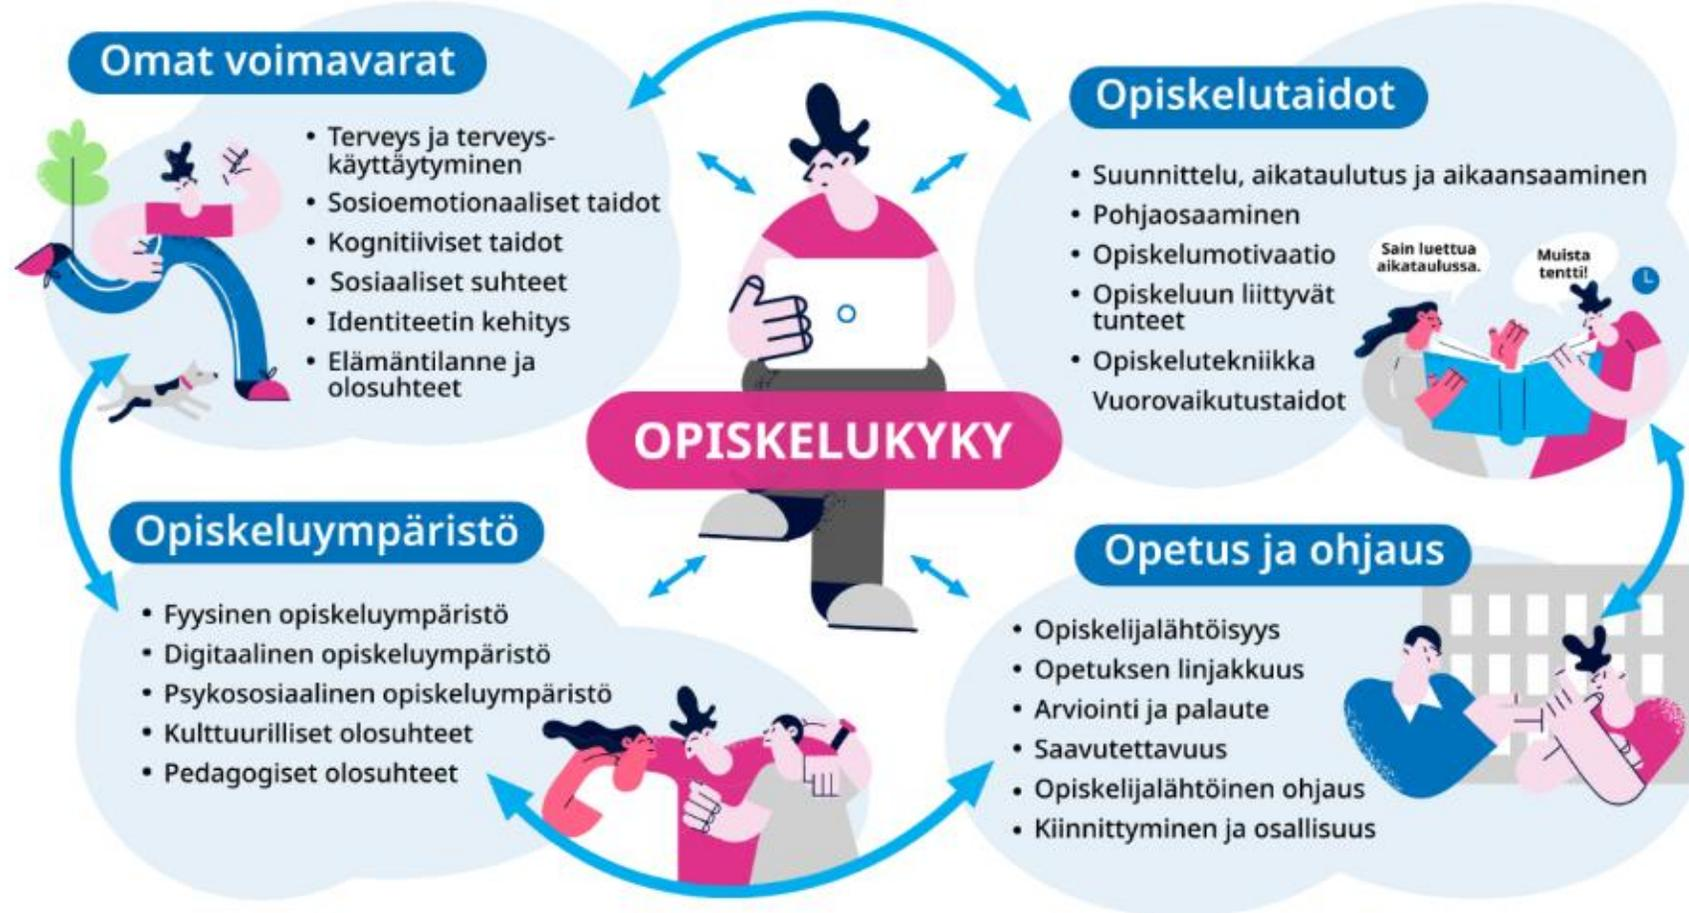 Omat voimavarat
• Terveys ja terveys-
käyttäytyminen
• Sosioemotionaaliset taidot
• Kognitiiviset taidot
• Sosiaaliset suhteet
• Identiteetin kehitys
• Elämäntilanne ja
olosuhteet
Opiskelutaidot
• Suunnittelu, aikataulutus ja aikaansaaminen
• Pohjaosaaminen
• Opiskelumotivaatio
• Opiskeluun liittyvät
tunteet
• Opiskelutekniikka
Vuorovaikutustaidot
Sain luettua
aikataulussa.
Muista
tentti!
OPISKELUKYKY
Opiskeluympäristö
• Fyysinen opiskeluympäristö
• Digitaalinen opiskeluympäristö
• Psykososiaalinen opiskeluympäristö
• Kulttuurilliset olosuhteet
• Pedagogiset olosuhteet
Opetus ja ohjaus
• Opiskelijalähtöisyys
• Opetuksen linjakkuus
• Arviointi ja palaute
• Saavutettavuus
• Opiskelijalähtöinen ohjaus
• Kiinnittyminen ja osallisuus